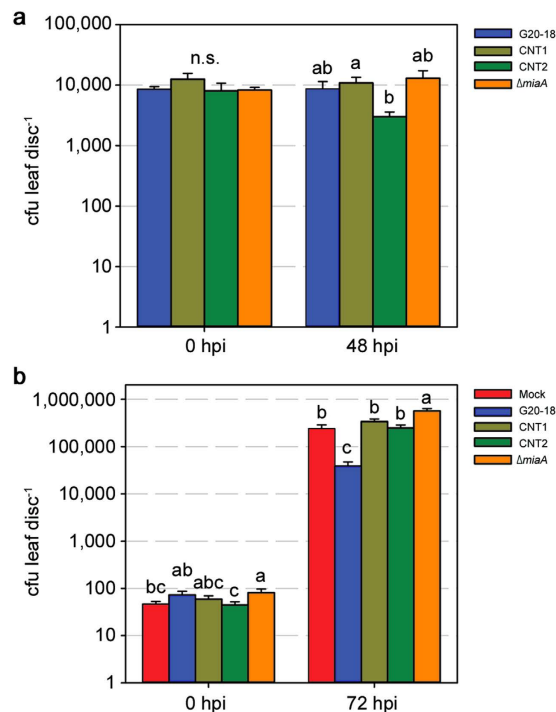 a
G20-18
CNT1
CNT2
ΔmiaA
100,000
10,000
1,000
100
10
1
cfu leaf disc⁻¹
n.s.
ab
a
b
ab
0 hpi
48 hpi
b
Mock
G20-18
CNT1
CNT2
ΔmiaA
1,000,000
100,000
10,000
1,000
100
10
1
cfu leaf disc⁻¹
bc
ab
abc
c
a
b
c
b
b
a
0 hpi
72 hpi